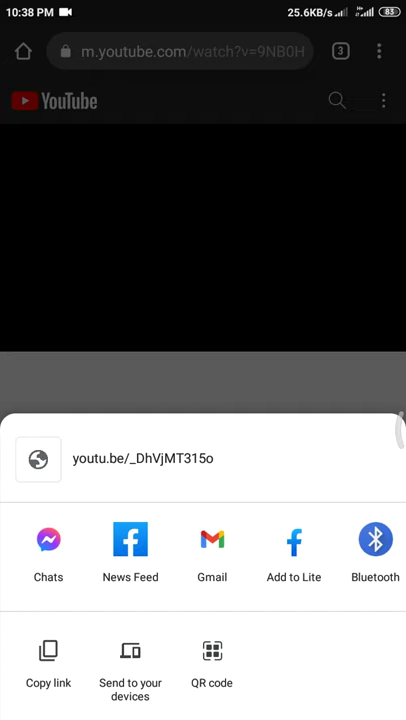 10:38 PM
25.6KB/s
83
m.youtube.com/watch?v=9NB0H
3
YouTube
youtu.be/_DhVjMT315o
Chats
News Feed
Gmail
Add to Lite
Bluetooth
Copy link
Send to your
devices
QR code